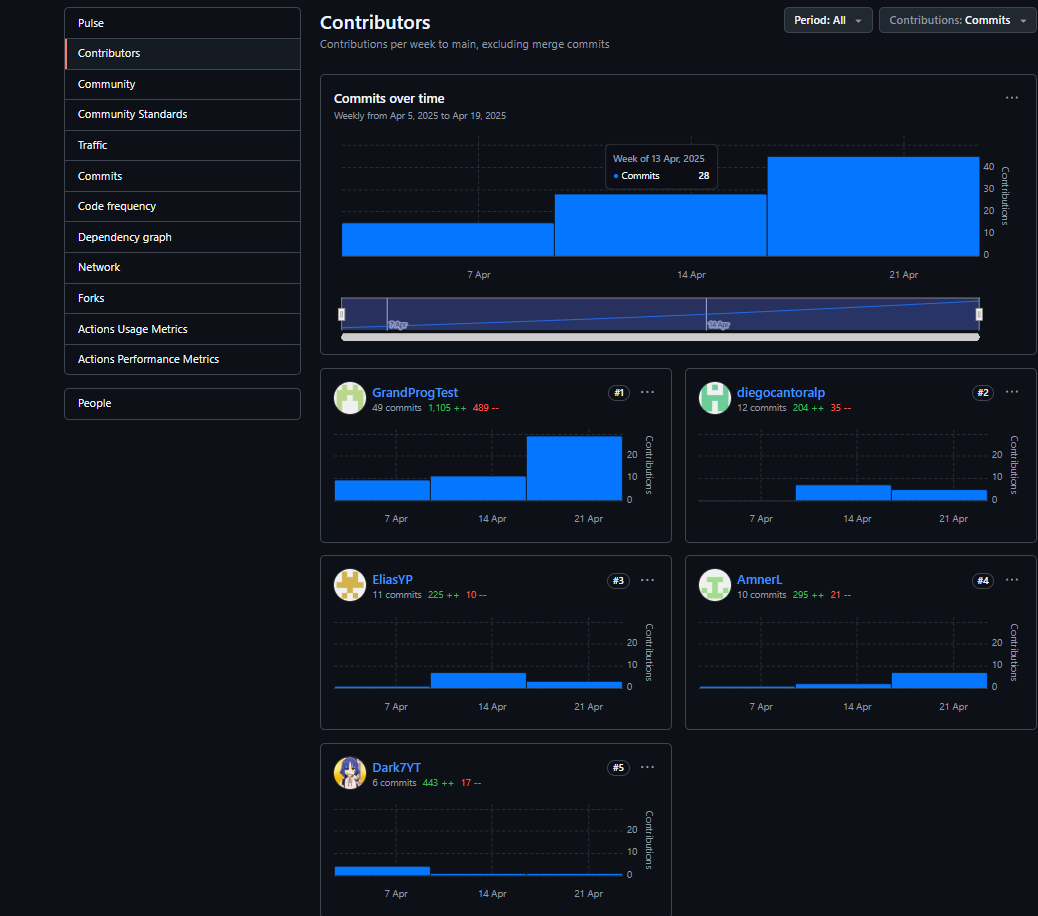 Pulse
Contributors
Community
Community Standards
Traffic
Commits
Code frequency
Dependency graph
Network
Forks
Actions Usage Metrics
Actions Performance Metrics
People
Contributors
Contributions per week to main, excluding merge commits
Period: All
Contributions: Commits
Commits over time
Weekly from Apr 5, 2025 to Apr 19, 2025
Week of 13 Apr, 2025
Commits 28
40
30
20
10
0
Contributions
7 Apr 14 Apr 21 Apr
7 Apr 14 Apr
GrandProgTest #1
49 commits 1,105 ++ 489 --
20
10
0
Contributions
7 Apr 14 Apr 21 Apr
diegocantoralp #2
12 commits 204 ++ 35 --
20
10
0
Contributions
7 Apr 14 Apr 21 Apr
EliasYP #3
11 commits 225 ++ 10 --
20
10
0
Contributions
7 Apr 14 Apr 21 Apr
AmnerL #4
10 commits 295 ++ 21 --
20
10
0
Contributions
7 Apr 14 Apr 21 Apr
Dark7YT #5
6 commits 443 ++ 17 --
20
10
0
Contributions
7 Apr 14 Apr 21 Apr